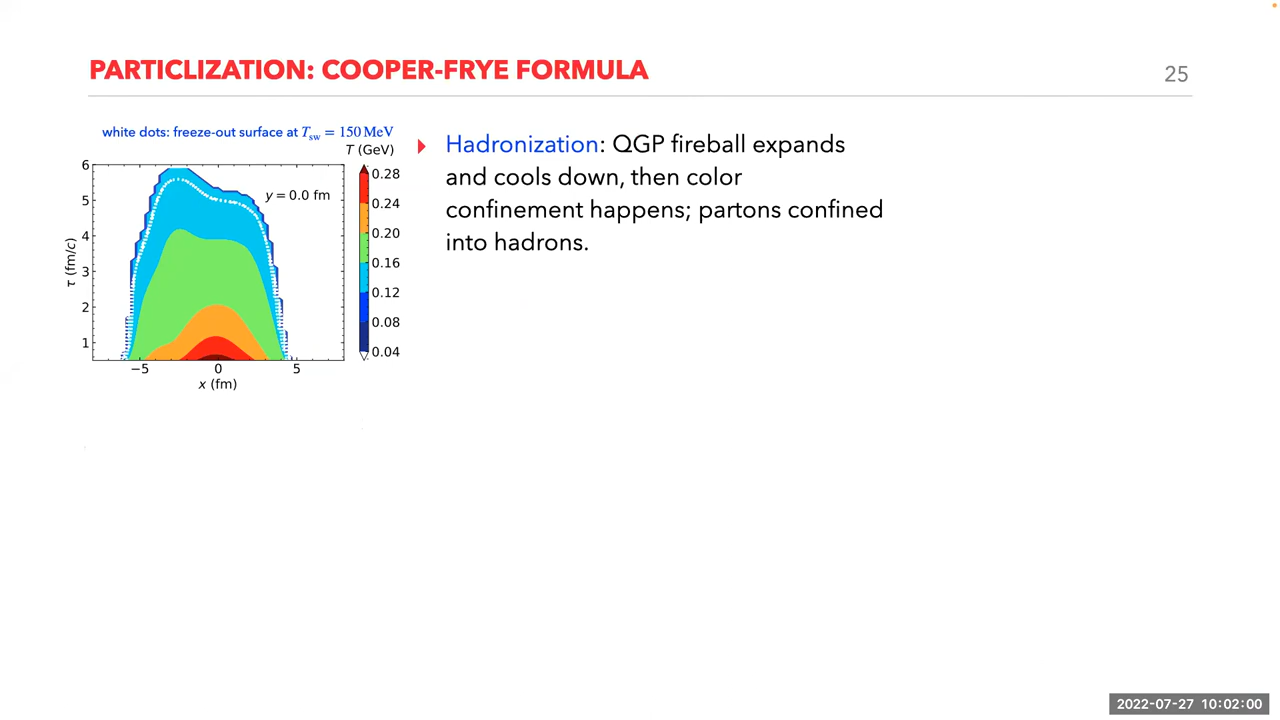 PARTICLIZATION: COOPER-FRYE FORMULA
25
white dots: freeze-out surface at T_sw = 150 MeV
T (GeV)
y = 0.0 fm
6
5
4
3
2
1
τ (fm/c)
−5 0 5
x (fm)
0.28
0.24
0.20
0.16
0.12
0.08
0.04
Hadronization: QGP fireball expands
and cools down, then color
confinement happens; partons confined
into hadrons.
2022-07-27 10:02:00